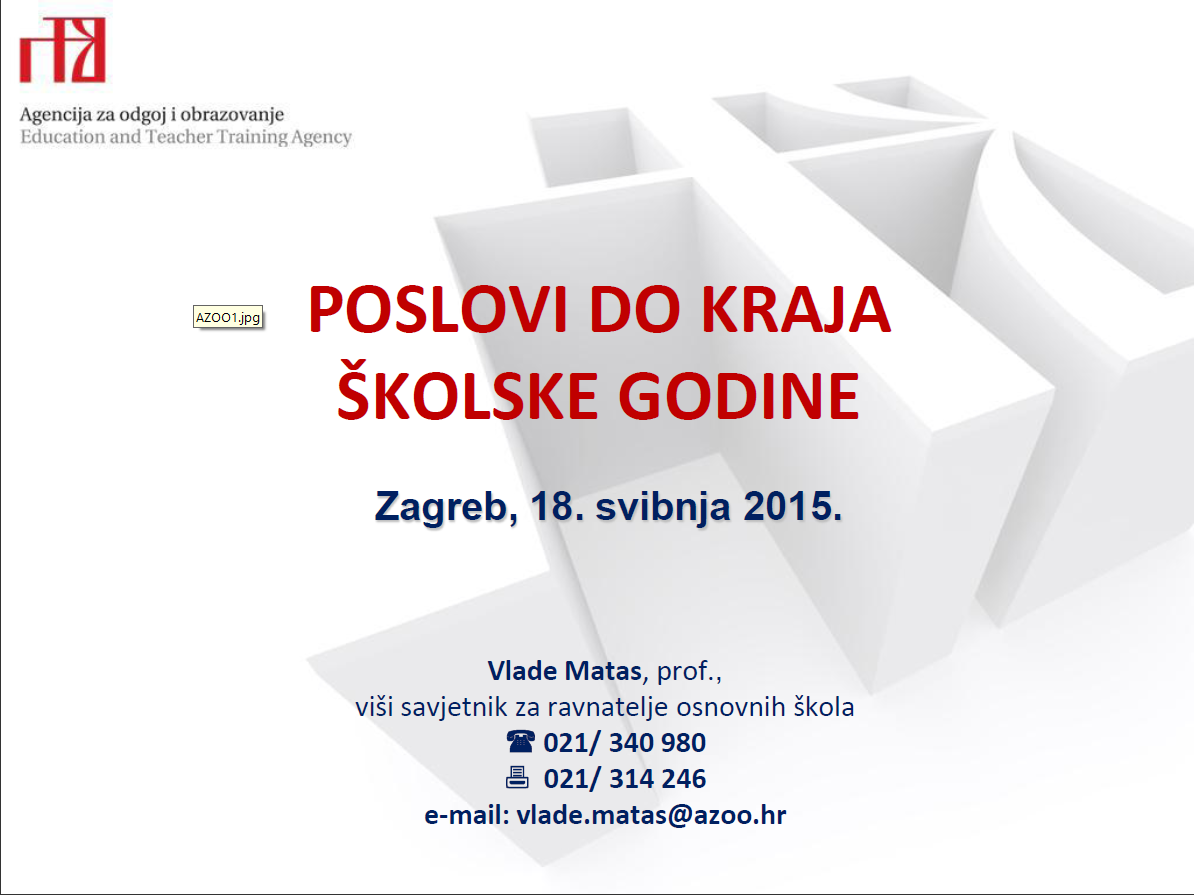 Agencija za odgoj i obrazovanje
Education and Teacher Training Agency
AZOO1.jpg
POSLOVI DO KRAJA
ŠKOLSKE GODINE
Zagreb, 18. svibnja 2015.
Vlade Matas, prof.,
viši savjetnik za ravnatelje osnovnih škola
☎ 021/ 340 980
🖷 021/ 314 246
e-mail: vlade.matas@azoo.hr